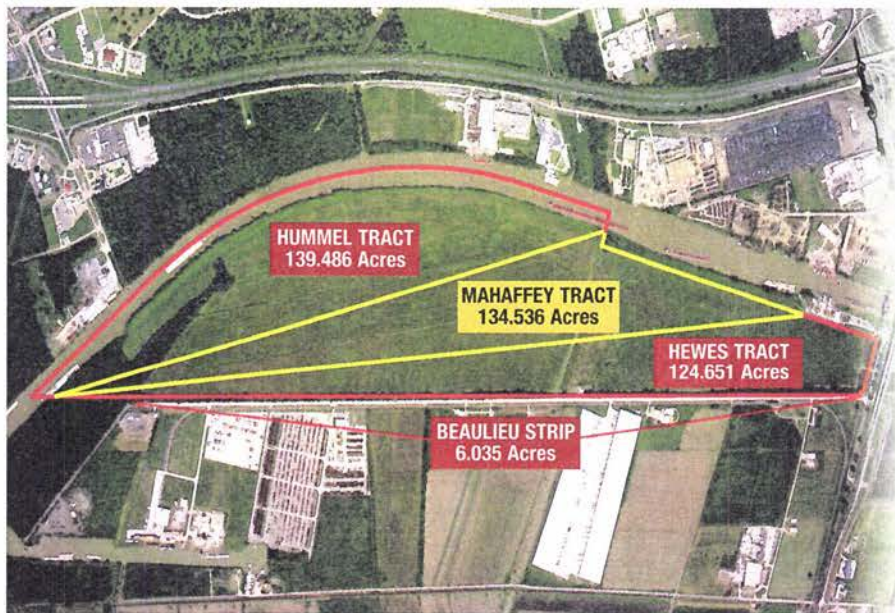 HUMMEL TRACT
139.486 Acres
MAHAFFEY TRACT
134.536 Acres
HEWES TRACT
124.651 Acres
BEAULIEU STRIP
6.035 Acres